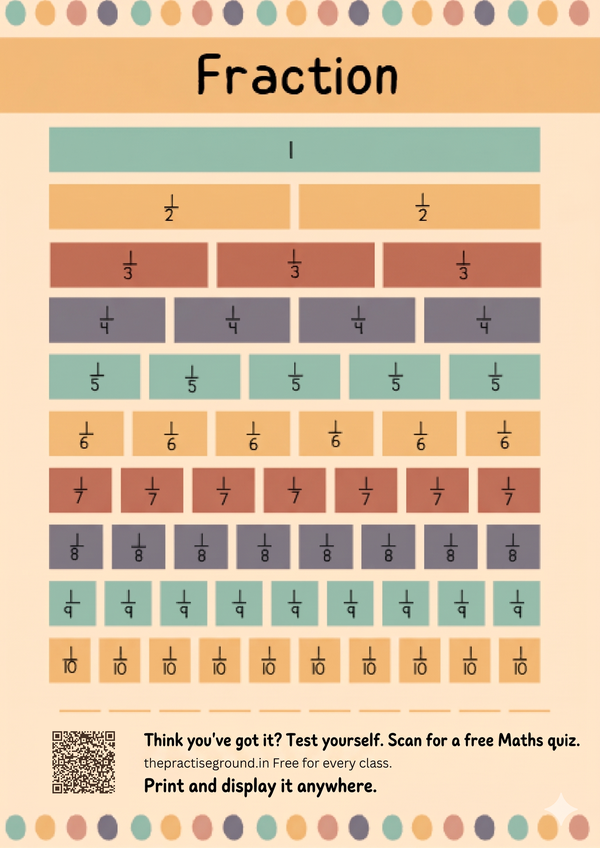 Fraction
1
1/2 1/2
1/3 1/3 1/3
1/4 1/4 1/4 1/4
1/5 1/5 1/5 1/5 1/5
1/6 1/6 1/6 1/6 1/6 1/6
1/7 1/7 1/7 1/7 1/7 1/7 1/7
1/8 1/8 1/8 1/8 1/8 1/8 1/8 1/8
1/9 1/9 1/9 1/9 1/9 1/9 1/9 1/9 1/9
1/10 1/10 1/10 1/10 1/10 1/10 1/10 1/10 1/10 1/10
Think you've got it? Test yourself. Scan for a free Maths quiz.
thepractiseground.in Free for every class.
Print and display it anywhere.